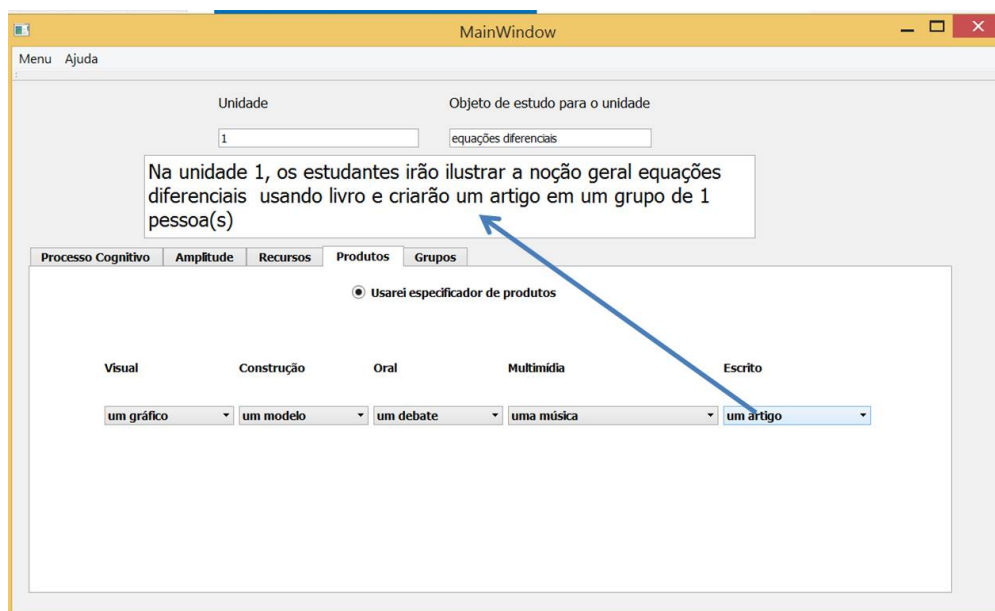 MainWindow
Menu Ajuda
Unidade Objeto de estudo para o unidade
1 equações diferenciais
Na unidade 1, os estudantes irão ilustrar a noção geral equações
diferenciais usando livro e criarão um artigo em um grupo de 1
pessoa(s)
Processo Cognitivo Amplitude Recursos Produtos Grupos
Usarei especificador de produtos
Visual Construção Oral Multimídia Escrito
um gráfico um modelo um debate uma música um artigo